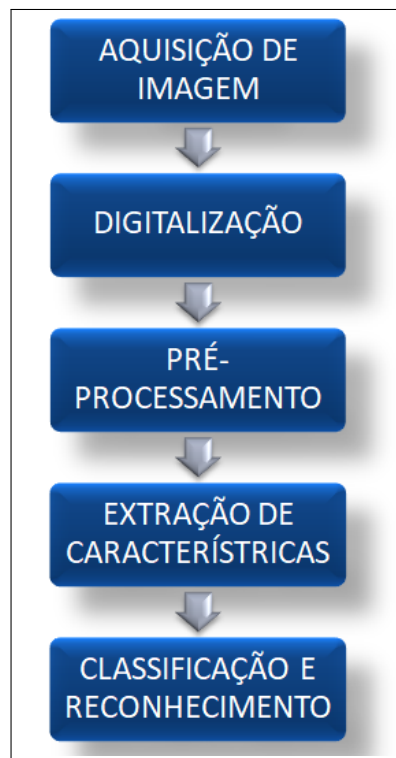 AQUISIÇÃO DE
IMAGEM
DIGITALIZAÇÃO
PRÉ-
PROCESSAMENTO
EXTRAÇÃO DE
CARACTERÍSTRICAS
CLASSIFICAÇÃO E
RECONHECIMENTO